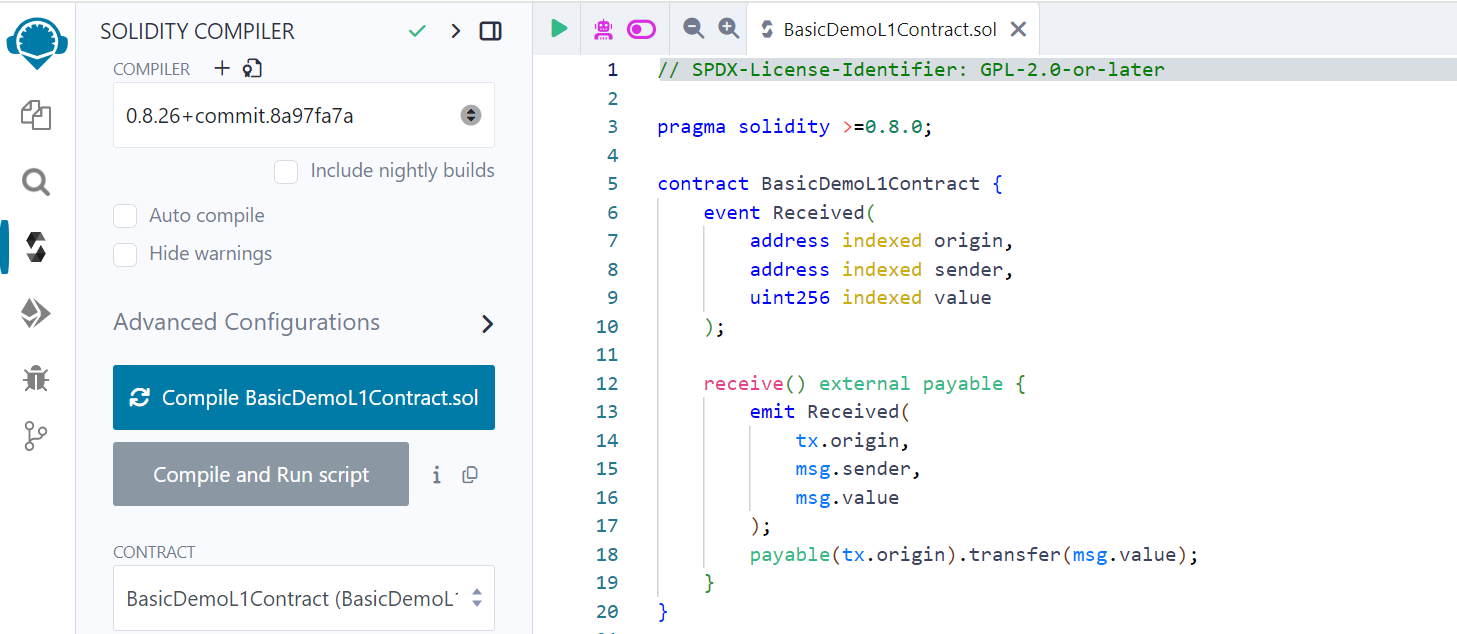 SOLIDITY COMPILER
COMPILER
0.8.26+commit.8a97fa7a
Include nightly builds
Auto compile
Hide warnings
Advanced Configurations
Compile BasicDemoL1Contract.sol
Compile and Run script
i
CONTRACT
BasicDemoL1Contract (BasicDemoL
BasicDemoL1Contract.sol
1 // SPDX-License-Identifier: GPL-2.0-or-later
2
3 pragma solidity >=0.8.0;
4
5 contract BasicDemoL1Contract {
6 event Received(
7 address indexed origin,
8 address indexed sender,
9 uint256 indexed value
10 );
11
12 receive() external payable {
13 emit Received(
14 tx.origin,
15 msg.sender,
16 msg.value
17 );
18 payable(tx.origin).transfer(msg.value);
19 }
20 }